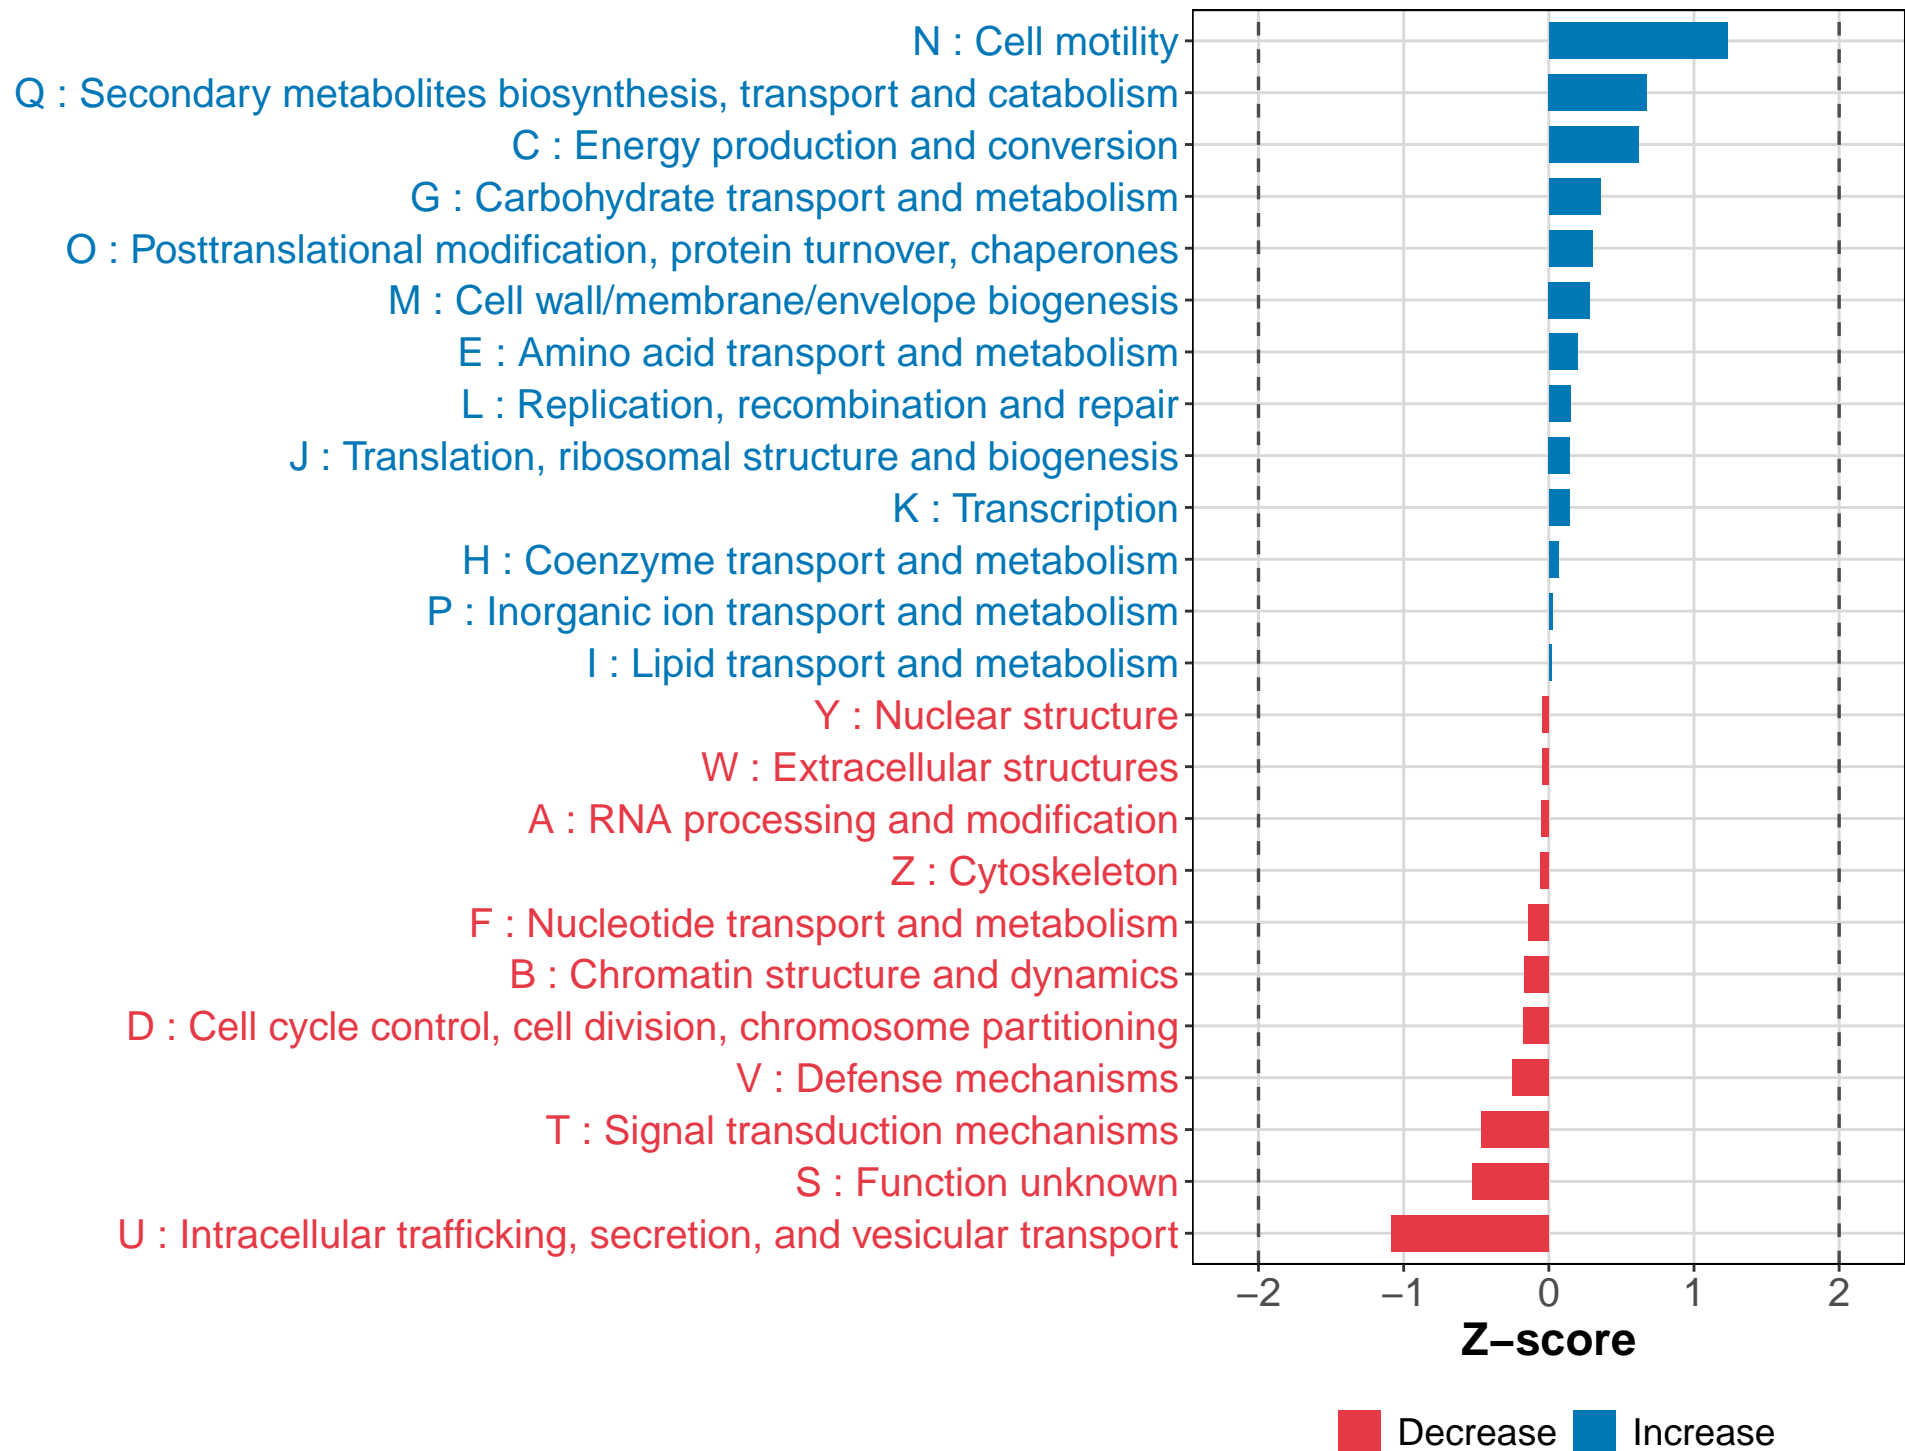 N : Cell motility
Q : Secondary metabolites biosynthesis, transport and catabolism
C : Energy production and conversion
G : Carbohydrate transport and metabolism
O : Posttranslational modification, protein turnover, chaperones
M : Cell wall/membrane/envelope biogenesis
E : Amino acid transport and metabolism
L : Replication, recombination and repair
J : Translation, ribosomal structure and biogenesis
K : Transcription
H : Coenzyme transport and metabolism
P : Inorganic ion transport and metabolism
I : Lipid transport and metabolism
Y : Nuclear structure
W : Extracellular structures
A : RNA processing and modification
Z : Cytoskeleton
F : Nucleotide transport and metabolism
B : Chromatin structure and dynamics
D : Cell cycle control, cell division, chromosome partitioning
V : Defense mechanisms
T : Signal transduction mechanisms
S : Function unknown
U : Intracellular trafficking, secretion, and vesicular transport
−2 −1 0 1 2
Z−score
Decrease Increase